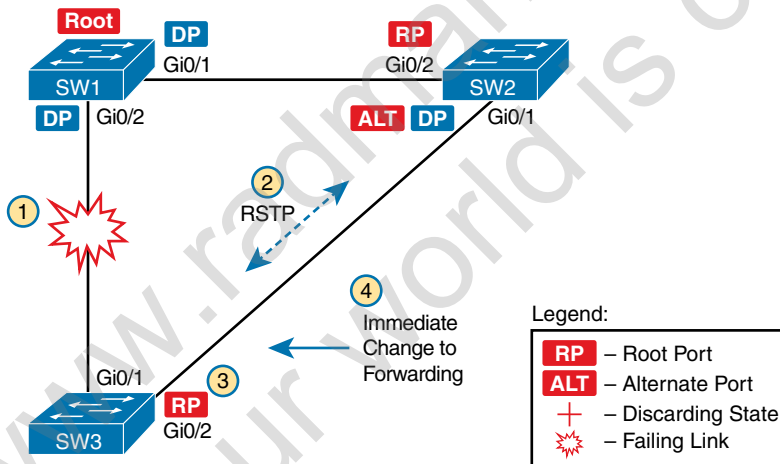 Root
DP
RP
Gi0/1
Gi0/2
SW1
SW2
DP
Gi0/2
ALT
DP
Gi0/1
1
2
RSTP
4
Immediate
Change to
Forwarding
Legend:
RP – Root Port
ALT – Alternate Port
– Discarding State
– Failing Link
Gi0/1
3
RP
Gi0/2
SW3